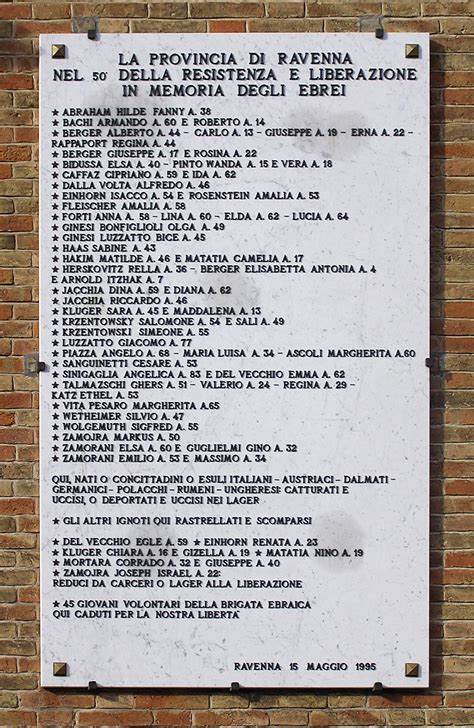 LA PROVINCIA DI RAVENNA
NEL 50° DELLA RESISTENZA E LIBERAZIONE
IN MEMORIA DEGLI EBREI
★ ABRAHAM HILDE FANNY A. 38
★ BACHI ARMANDO A. 60 E ROBERTO A. 14
★ BERGER ALBERTO A. 44 - CARLO A. 13 - GIUSEPPE A. 19 - ERNA A. 22 -
RAPPAPORT REGINA A. 44
★ BERGER GIUSEPPE A. 17 E ROSINA A. 22
★ BIDUSSA ELSA A. 40 - PINTO WANDA A. 15 E VERA A. 18
★ CAFFAZ CIPRIANO A. 59 E IDA A. 62
★ DALLA VOLTA ALFREDO A. 46
★ EINHORN ISACCO A. 54 E ROSENSTEIN AMALIA A. 53
★ FLEISCHER AMALIA A. 58
★ FORTI ANNA A. 58 - LINA A. 60 - ELDA A. 62 - LUCIA A. 64
★ GINESI BONFIGLIOLI OLGA A. 49
★ GINESI LUZZATTO BICE A. 45
★ HAAS SABINE A. 43
★ HAKIM MATILDE A. 46 E MATATIA CAMELIA A. 17
★ HERSKOVITZ RELLA A. 36 - BERGER ELISABETTA ANTONIA A. 4
E ARNOLD ITZHAK A. 7
★ JACCHIA DINA A. 59 E DIANA A. 62
★ JACCHIA RICCARDO A. 46
★ KLUGER SARA A. 45 E MADDALENA A. 13
★ KRZENTOWSKY SALOMONE A. 54 E SALI A. 49
★ KRZENTOWSKI SIMEONE A. 55
★ LUZZATTO GIACOMO A. 77
★ PIAZZA ANGELO A. 68 - MARIA LUISA A. 34 - ASCOLI MARGHERITA A.60
★ SANGUINETTI CESARE A. 53
★ SINIGAGLIA ANGELICA A. 83 E DEL VECCHIO EMMA A. 62
★ TALMAZSCHI GHERS A. 51 - VALERIO A. 24 - REGINA A. 29 -
KATZ ETHEL A. 53
★ VITA PESARO MARGHERITA A.65
★ WETHEIMER SILVIO A. 47
★ WOLGEMUTH SIGFRED A. 55
★ ZAMOJRA MARKUS A. 50
★ ZAMORANI ELSA A. 60 E GUGLIELMI GINO A. 32
★ ZAMORANI EMILIO A. 53 E MASSIMO A. 34
QUI, NATI O CONCITTADINI O ESULI ITALIANI - AUSTRIACI - DALMATI -
GERMANICI - POLACCHI - RUMENI - UNGHERESI: CATTURATI E
UCCISI, O DEPORTATI E UCCISI NEI LAGER
★ GLI ALTRI IGNOTI QUI RASTRELLATI E SCOMPARSI
★ DEL VECCHIO EGLE A. 59 ★ EINHORN RENATA A. 23
★ KLUGER CHIARA A. 16 E GIZELLA A. 19 ★ MATATIA NINO A. 19
★ MORTARA CORRADO A. 32 E GIUSEPPE A. 40
★ ZAMOJRA JOSEPH ISRAEL A. 22:
REDUCI DA CARCERI O LAGER ALLA LIBERAZIONE
★ 45 GIOVANI VOLONTARI DELLA BRIGATA EBRAICA
QUI CADUTI PER LA NOSTRA LIBERTA'
RAVENNA 15 MAGGIO 1995